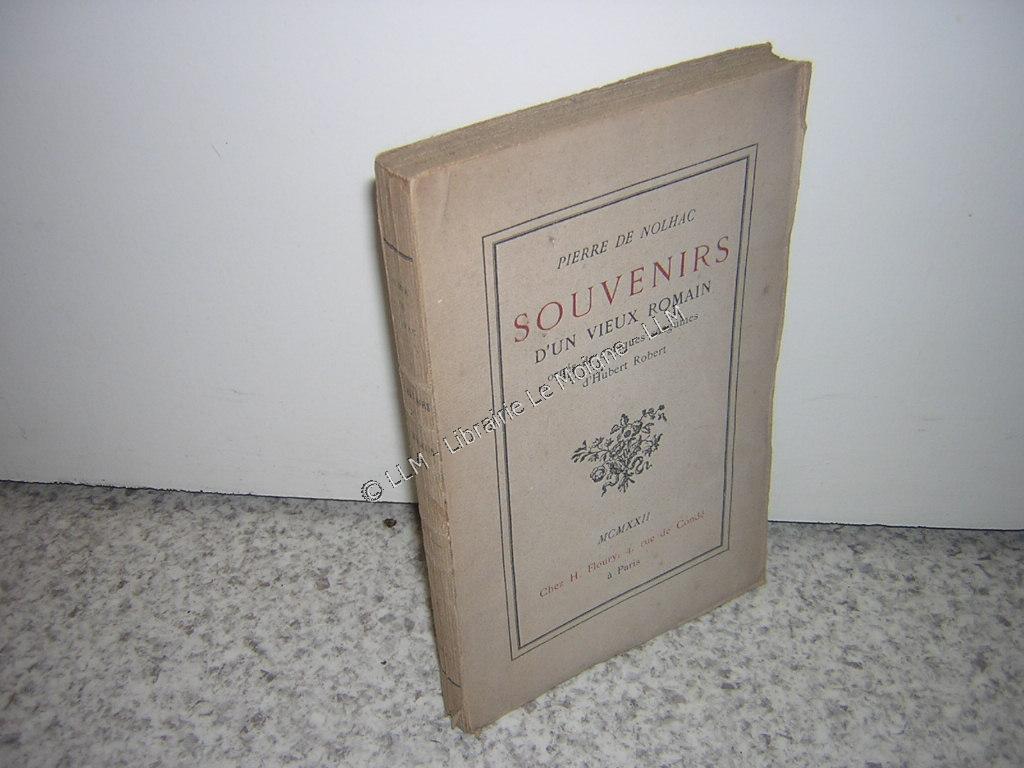 PIERRE DE NOLHAC
SOUVENIRS
D'UN VIEUX ROMAIN
d'Hubert Robert
MCMXXII
Chez H. Floury, 4, rue de Condé
à Paris
© LLM - Librairie Le Moigne - LLM